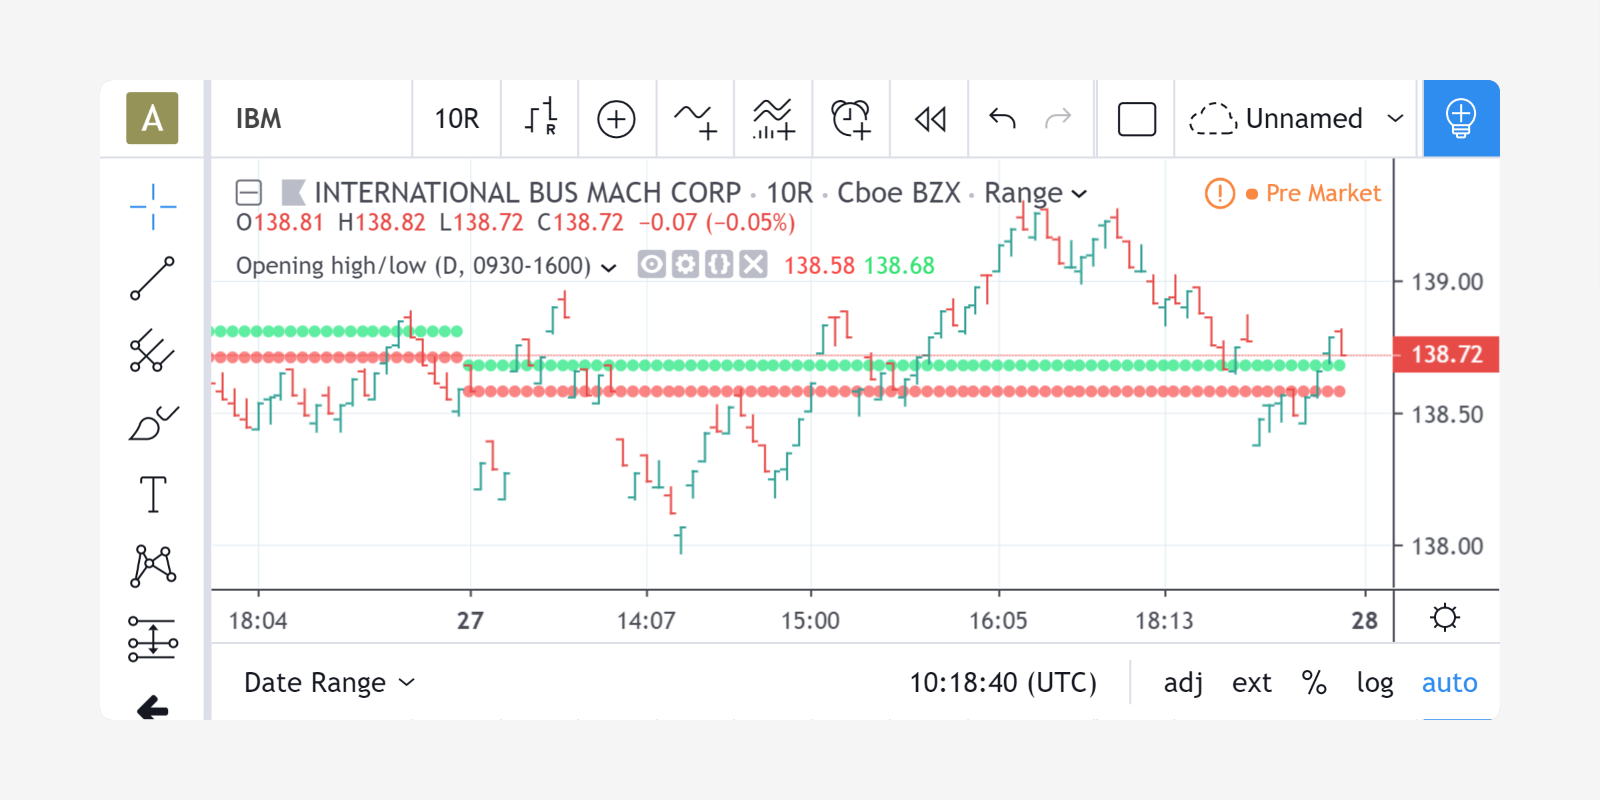 A
IBM
10R
R
Unnamed
INTERNATIONAL BUS MACH CORP · 10R · Cboe BZX · Range
Pre Market
O138.81 H138.82 L138.72 C138.72 −0.07 (−0.05%)
Opening high/low (D, 0930-1600) 138.58 138.68
139.00
138.72
138.50
138.00
18:04 27 14:07 15:00 16:05 18:13 28
Date Range 10:18:40 (UTC) adj ext % log auto